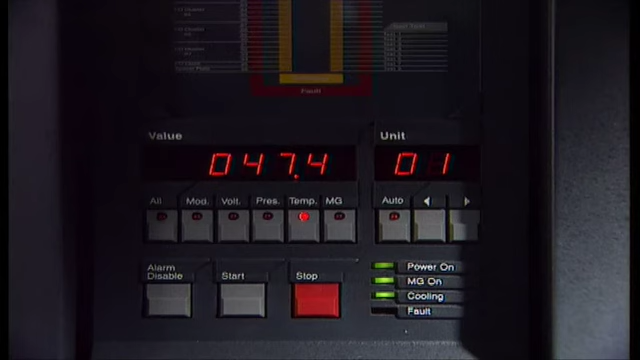 Fault
Value Unit
047.4 01
All Mod. Volt. Pres. Temp. MG Auto
Alarm
Disable Start Stop
Power On
MG On
Cooling
Fault